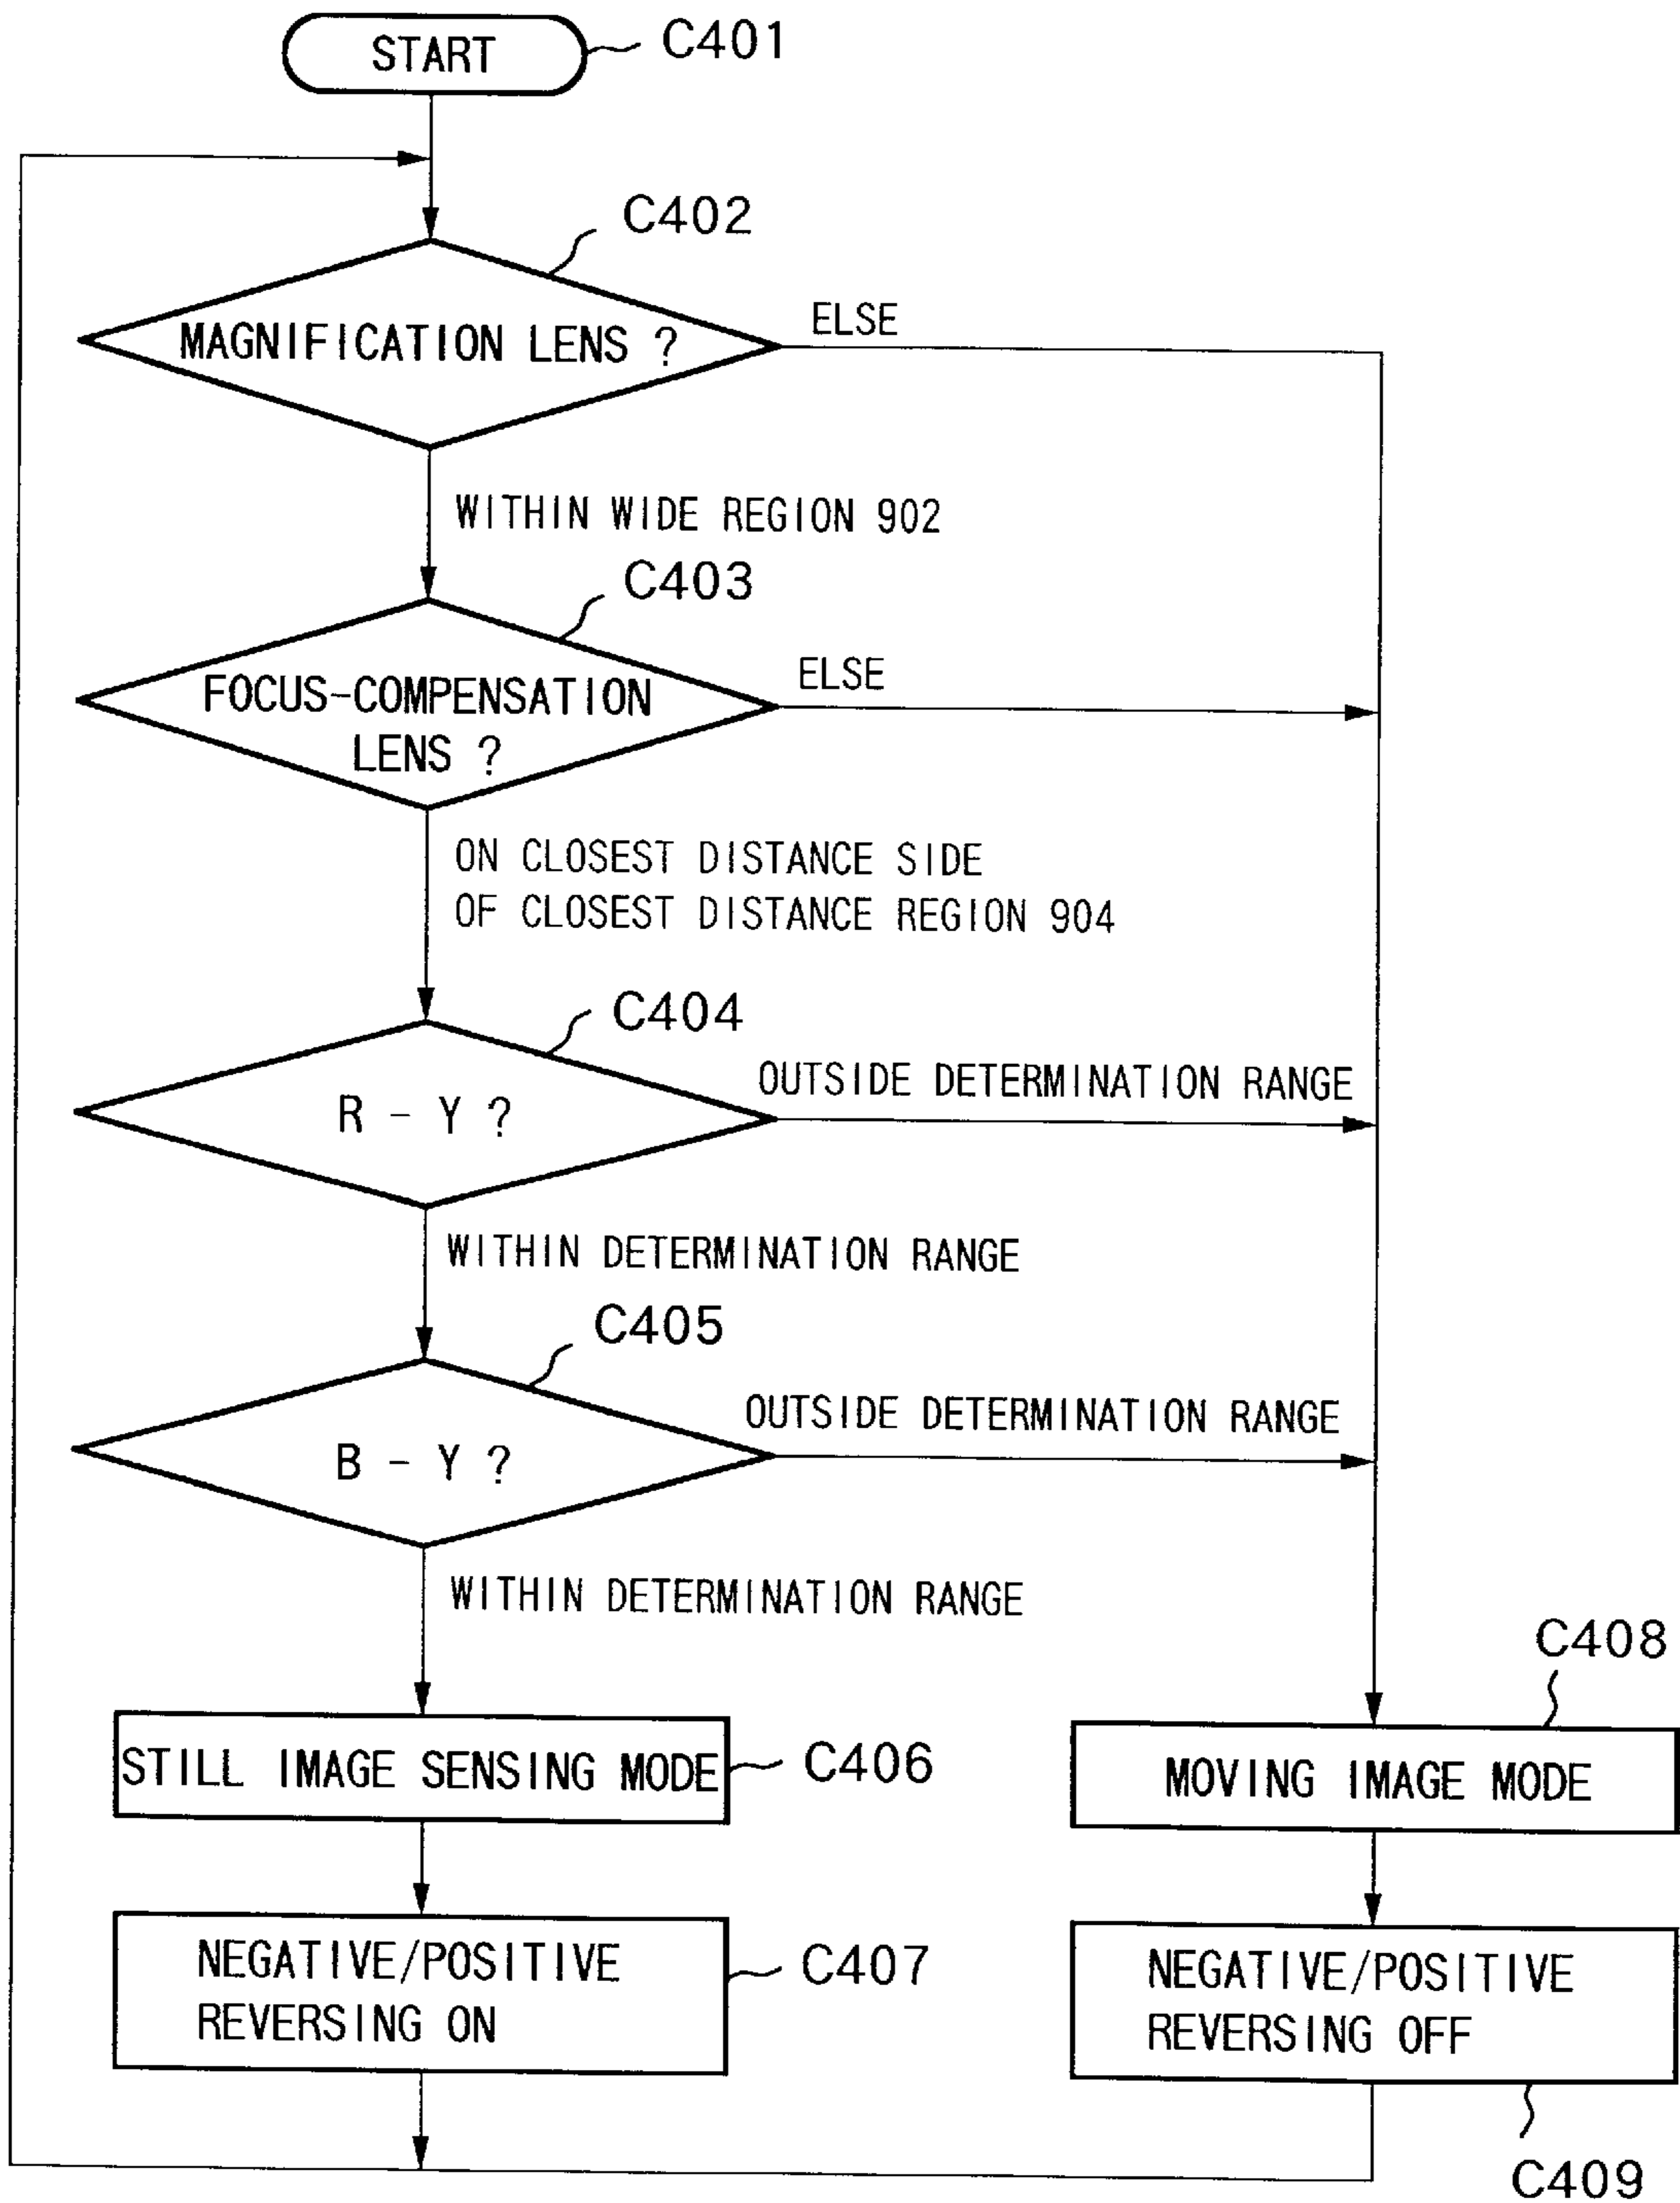 START
C401
C402
MAGNIFICATION LENS ?
ELSE
WITHIN WIDE REGION 902
C403
FOCUS-COMPENSATION
LENS ?
ELSE
ON CLOSEST DISTANCE SIDE
OF CLOSEST DISTANCE REGION 904
C404
R - Y ?
OUTSIDE DETERMINATION RANGE
WITHIN DETERMINATION RANGE
C405
B - Y ?
OUTSIDE DETERMINATION RANGE
WITHIN DETERMINATION RANGE
STILL IMAGE SENSING MODE
C406
C408
MOVING IMAGE MODE
NEGATIVE/POSITIVE
REVERSING ON
C407
NEGATIVE/POSITIVE
REVERSING OFF
C409